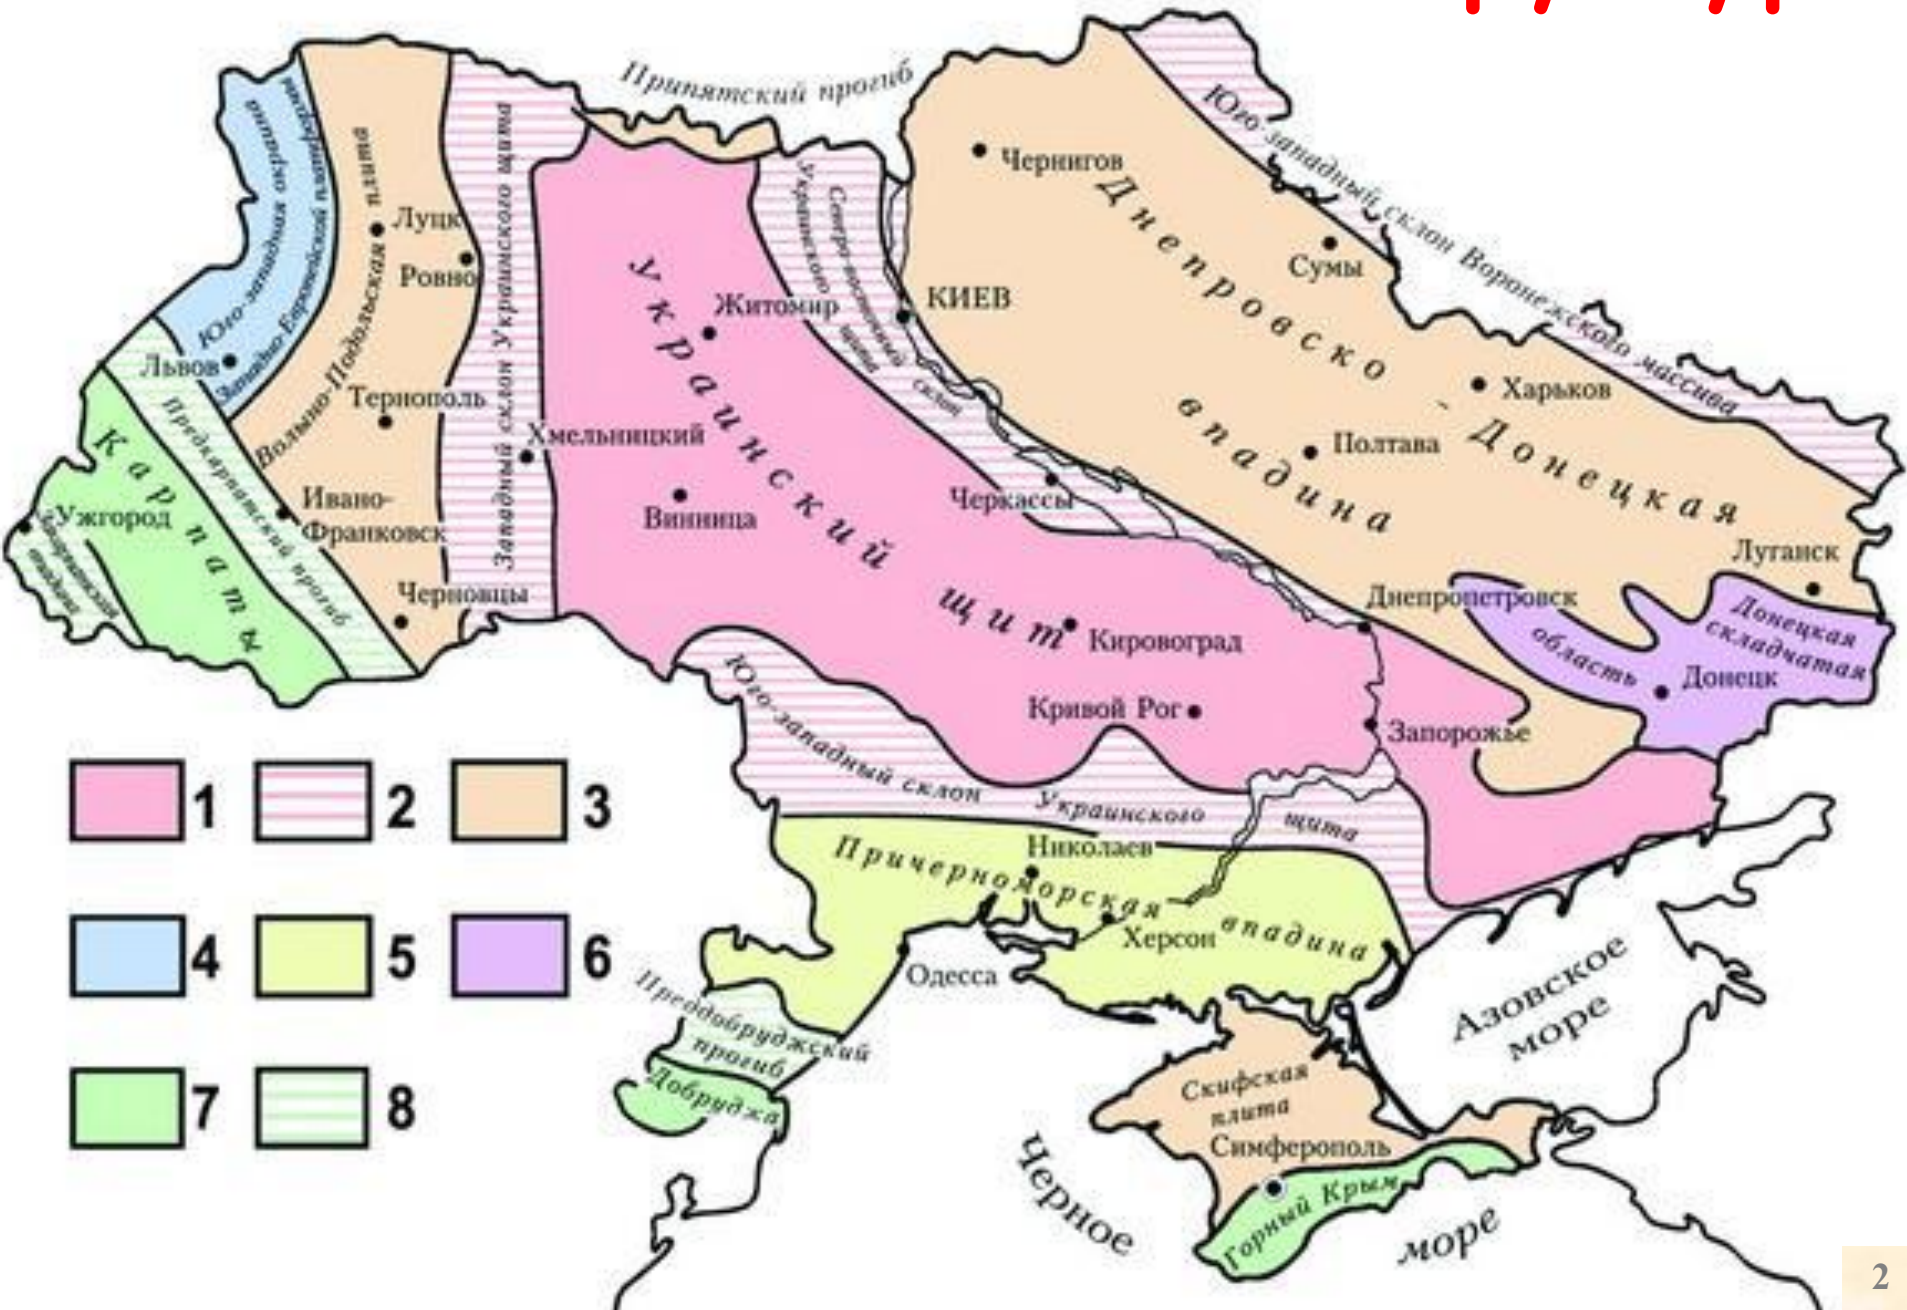 Припятский прогиб
Юго-западный склон Воронежского массива
Юго-западная окраина
Западно-Европейской платформы
Волыно-Подольская плита
Западный склон Украинского щита
Северо-восточный склон
Украинского щита
Украинский щит
Днепровско - Донецкая
впадина
Чернигов
Луцк
Ровно
Сумы
Житомир
КИЕВ
Львов
Тернополь
Харьков
Хмельницкий
Полтава
Предкарпатский прогиб
Карпаты
Ивано-
Франковск
Винница
Черкассы
Ужгород
Закарпатская
впадина
Луганск
Черновцы
Днепропетровск
Донецкая
складчатая
область
Кировоград
Донецк
Кривой Рог
Запорожье
Юго-западный склон Украинского щита
1
2
3
Николаев
Причерноморская впадина
Херсон
Одесса
4
5
6
Азовское
море
Преддобруджский
прогиб
Добруджа
7
8
Скифская
плита
Симферополь
Горный Крым
Черное
море
2